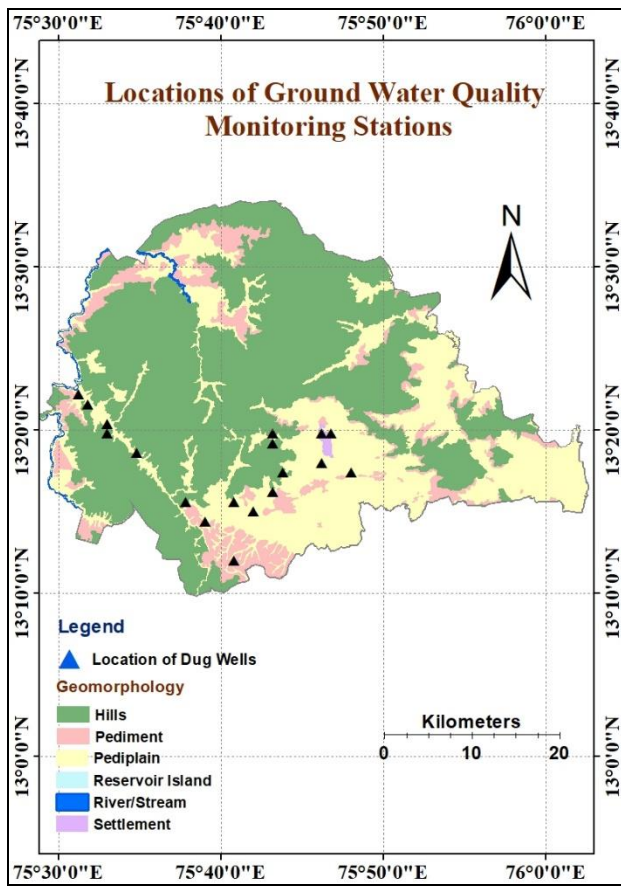 75°30'0"E 75°40'0"E 75°50'0"E 76°0'0"E
Locations of Ground Water Quality
Monitoring Stations
13°40'0"N 13°40'0"N
N
13°30'0"N 13°30'0"N
13°20'0"N 13°20'0"N
13°10'0"N 13°10'0"N
Legend
Location of Dug Wells
Geomorphology
Hills
Pediment
Pediplain
Reservoir Island
River/Stream
Settlement
Kilometers
0 10 20
13°0'0"N 13°0'0"N
75°30'0"E 75°40'0"E 75°50'0"E 76°0'0"E